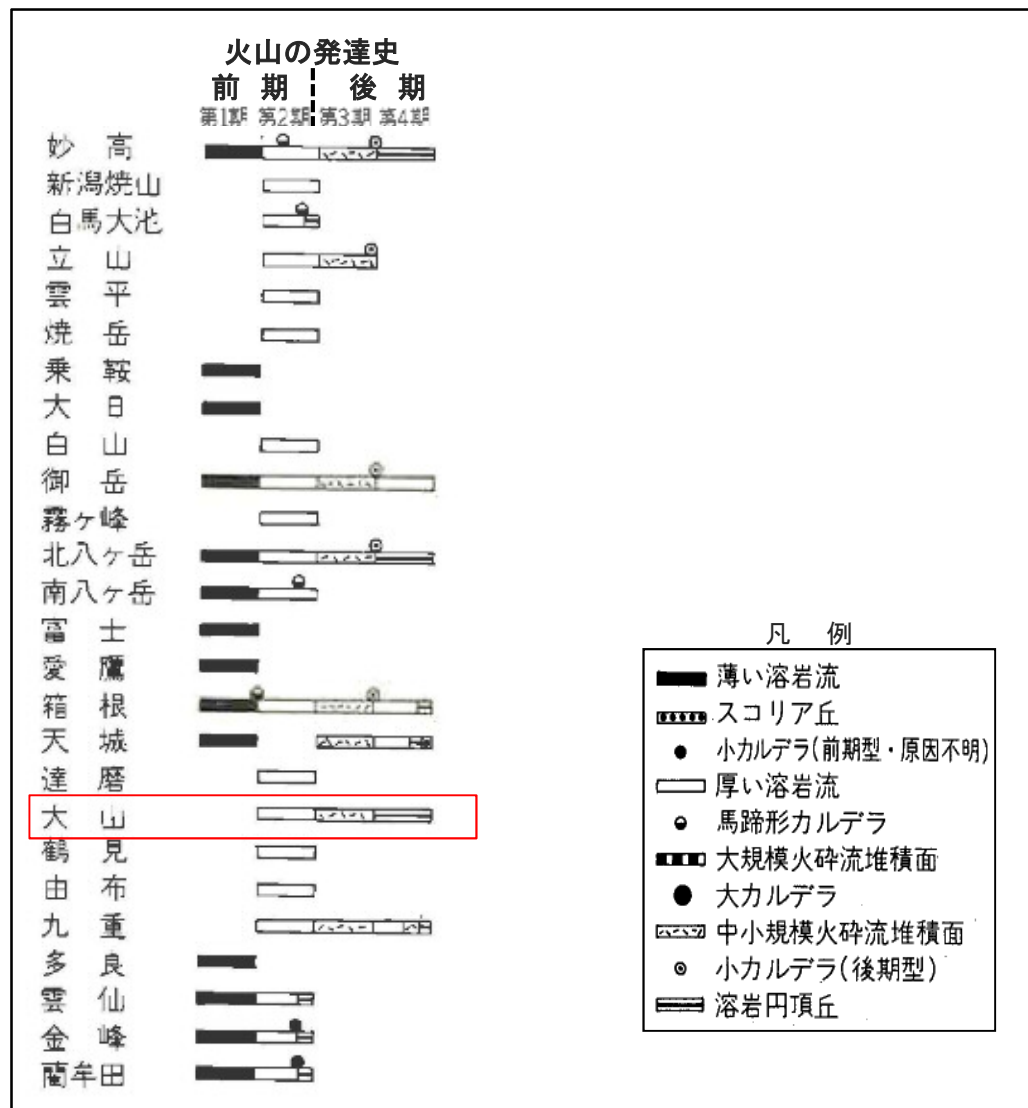 火山の発達史
前期 後期
第1期 第2期 第3期 第4期
妙高
新潟焼山
白馬大池
立山
雲平
焼岳
乗鞍
大日
白山
御岳
霧ヶ峰
北八ヶ岳
南八ヶ岳
富士
愛鷹
箱根
天城
達磨
大山
鶴見
由布
九重
多良
雲仙
金峰
藺牟田
凡例
薄い溶岩流
スコリア丘
小カルデラ(前期型・原因不明)
厚い溶岩流
馬蹄形カルデラ
大規模火砕流堆積面
大カルデラ
中小規模火砕流堆積面
小カルデラ(後期型)
溶岩円頂丘